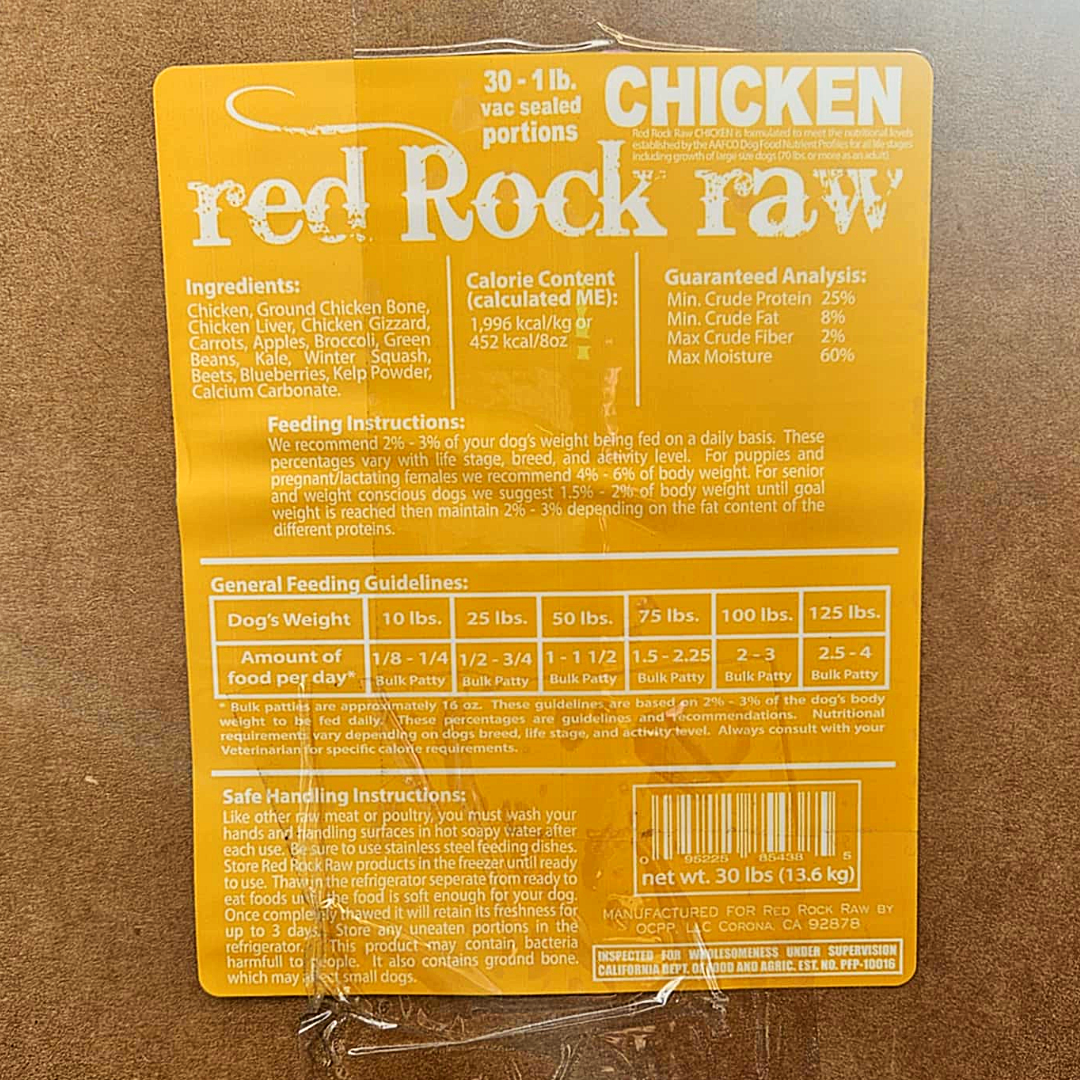 30 - 1 lb.
vac sealed
portions
CHICKEN
Red Rock Raw CHICKEN is formulated to meet the nutritional levels
established by the AAFCO Dog Food Nutrient Profiles for all life stages
including growth of large size dogs (70 lbs. or more as an adult)
red Rock raw
Ingredients:
Chicken, Ground Chicken Bone,
Chicken Liver, Chicken Gizzard,
Carrots, Apples, Broccoli, Green
Beans, Kale, Winter Squash,
Beets, Blueberries, Kelp Powder,
Calcium Carbonate.
Calorie Content
(calculated ME):
1,996 kcal/kg or
452 kcal/8oz
Guaranteed Analysis:
Min. Crude Protein 25%
Min. Crude Fat 8%
Max Crude Fiber 2%
Max Moisture 60%
Feeding Instructions:
We recommend 2% - 3% of your dog's weight being fed on a daily basis. These
percentages vary with life stage, breed, and activity level. For puppies and
pregnant/lactating females we recommend 4% - 6% of body weight. For senior
and weight conscious dogs we suggest 1.5% - 2% of body weight until goal
weight is reached then maintain 2% - 3% depending on the fat content of the
different proteins.
General Feeding Guidelines:
Dog's Weight 10 lbs. 25 lbs. 50 lbs. 75 lbs. 100 lbs. 125 lbs.
Amount of 1/8 - 1/4 1/2 - 3/4 1 - 1 1/2 1.5 - 2.25 2 - 3 2.5 - 4
food per day* Bulk Patty Bulk Patty Bulk Patty Bulk Patty Bulk Patty Bulk Patty
* Bulk patties are approximately 16 oz. These guidelines are based on 2% - 3% of the dog's body
weight to be fed daily. These percentages are guidelines and recommendations. Nutritional
requirements vary depending on dogs breed, life stage, and activity level. Always consult with your
Veterinarian for specific calorie requirements.
Safe Handling Instructions:
Like other raw meat or poultry, you must wash your
hands and handling surfaces in hot soapy water after
each use. Be sure to use stainless steel feeding dishes.
Store Red Rock Raw products in the freezer until ready
to use. Thaw in the refrigerator seperate from ready to
eat foods until the food is soft enough for your dog.
Once completely thawed it will retain its freshness for
up to 3 days. Store any uneaten portions in the
refrigerator. This product may contain bacteria
harmfull to people. It also contains ground bone.
which may affect small dogs.
0 95225 85438 5
net wt. 30 lbs (13.6 kg)
MANUFACTURED FOR RED ROCK RAW BY
OCPP, LLC CORONA, CA 92878
INSPECTED FOR WHOLESOMENESS UNDER SUPERVISION
CALIFORNIA DEPT. OF FOOD AND AGRIC. EST. NO. PFP-10016